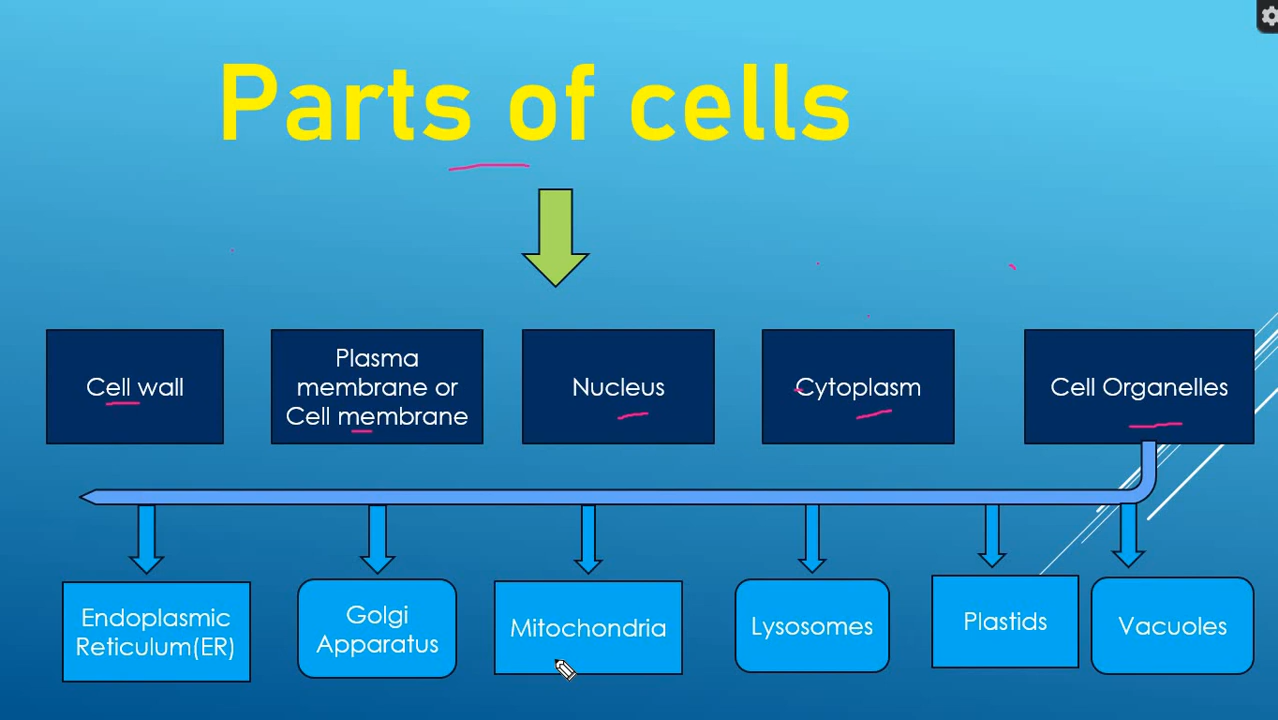 Parts of cells
Cell wall
Plasma
membrane or
Cell membrane
Nucleus
Cytoplasm
Cell Organelles
Endoplasmic
Reticulum(ER)
Golgi
Apparatus
Mitochondria
Lysosomes
Plastids
Vacuoles